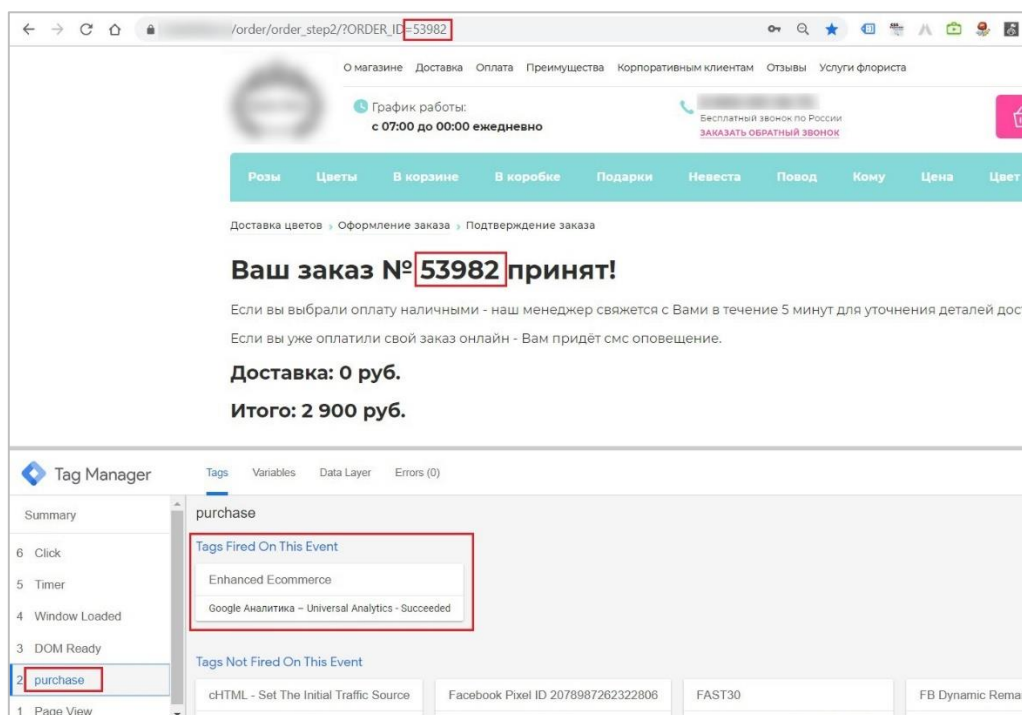 /order/order_step2/?ORDER_ID=53982
О магазине Доставка Оплата Преимущества Корпоративным клиентам Отзывы Услуги флориста
График работы:
с 07:00 до 00:00 ежедневно
Бесплатный звонок по России
ЗАКАЗАТЬ ОБРАТНЫЙ ЗВОНОК
Розы Цветы В корзине В коробке Подарки Невеста Повод Кому Цена Цвет
Доставка цветов › Оформление заказа › Подтверждение заказа
Ваш заказ № 53982 принят!
Если вы выбрали оплату наличными - наш менеджер свяжется с Вами в течение 5 минут для уточнения деталей дос
Если вы уже оплатили свой заказ онлайн - Вам придёт смс оповещение.
Доставка: 0 руб.
Итого: 2 900 руб.
Tag Manager
Tags Variables Data Layer Errors (0)
Summary
6 Click
5 Timer
4 Window Loaded
3 DOM Ready
2 purchase
1 Page View
purchase
Tags Fired On This Event
Enhanced Ecommerce
Google Аналитика – Universal Analytics - Succeeded
Tags Not Fired On This Event
cHTML - Set The Initial Traffic Source
Facebook Pixel ID 2078987262322806
FAST30
FB Dynamic Rema